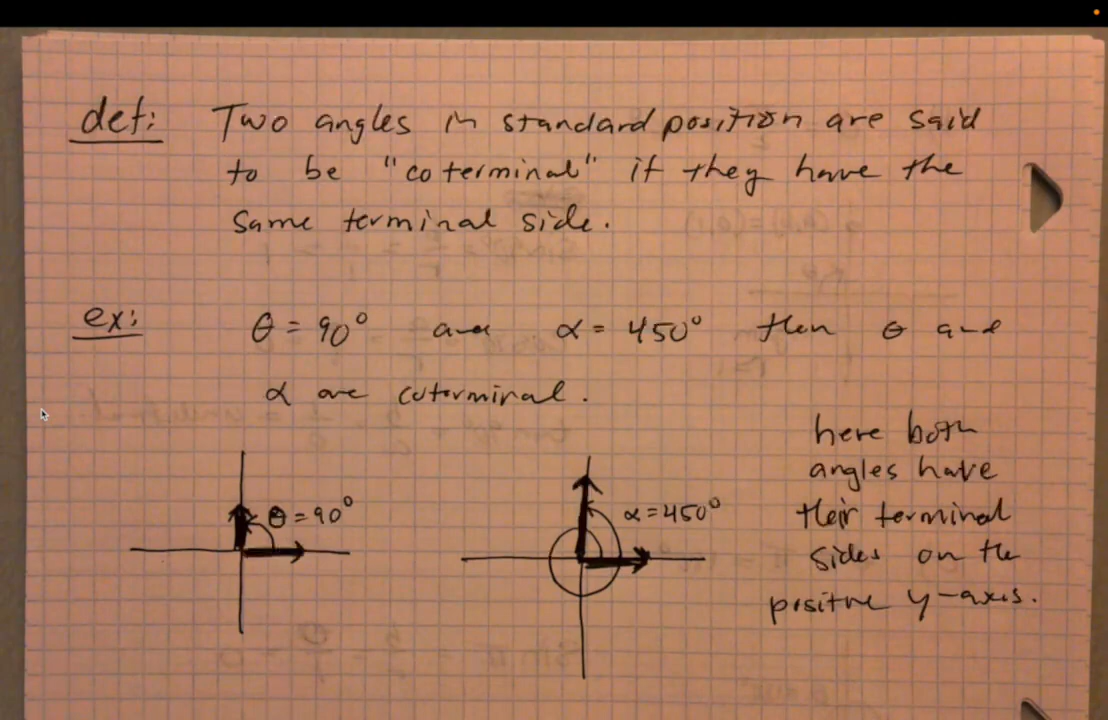 def: Two angles in standard position are said
to be "coterminal" if they have the
same terminal side.
ex: θ = 90° and α = 450° then θ and
α are coterminal.
θ = 90°
α = 450°
here both
angles have
their terminal
sides on the
positive y-axis.